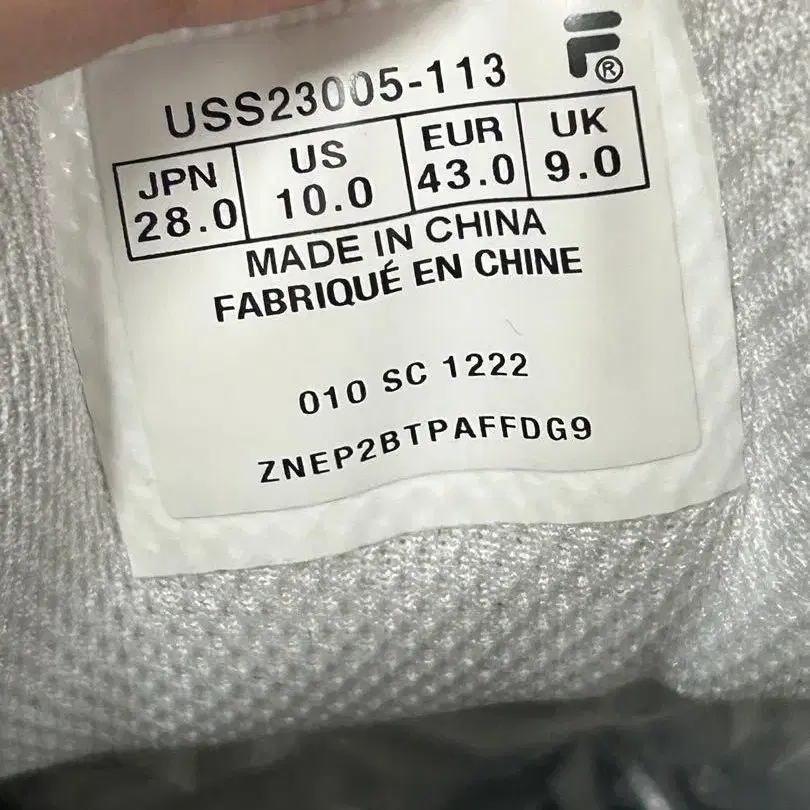 USS23005-113
JPN US EUR UK
28.0 10.0 43.0 9.0
MADE IN CHINA
FABRIQUÉ EN CHINE
010 SC 1222
ZNEP2BTPAFFDG9